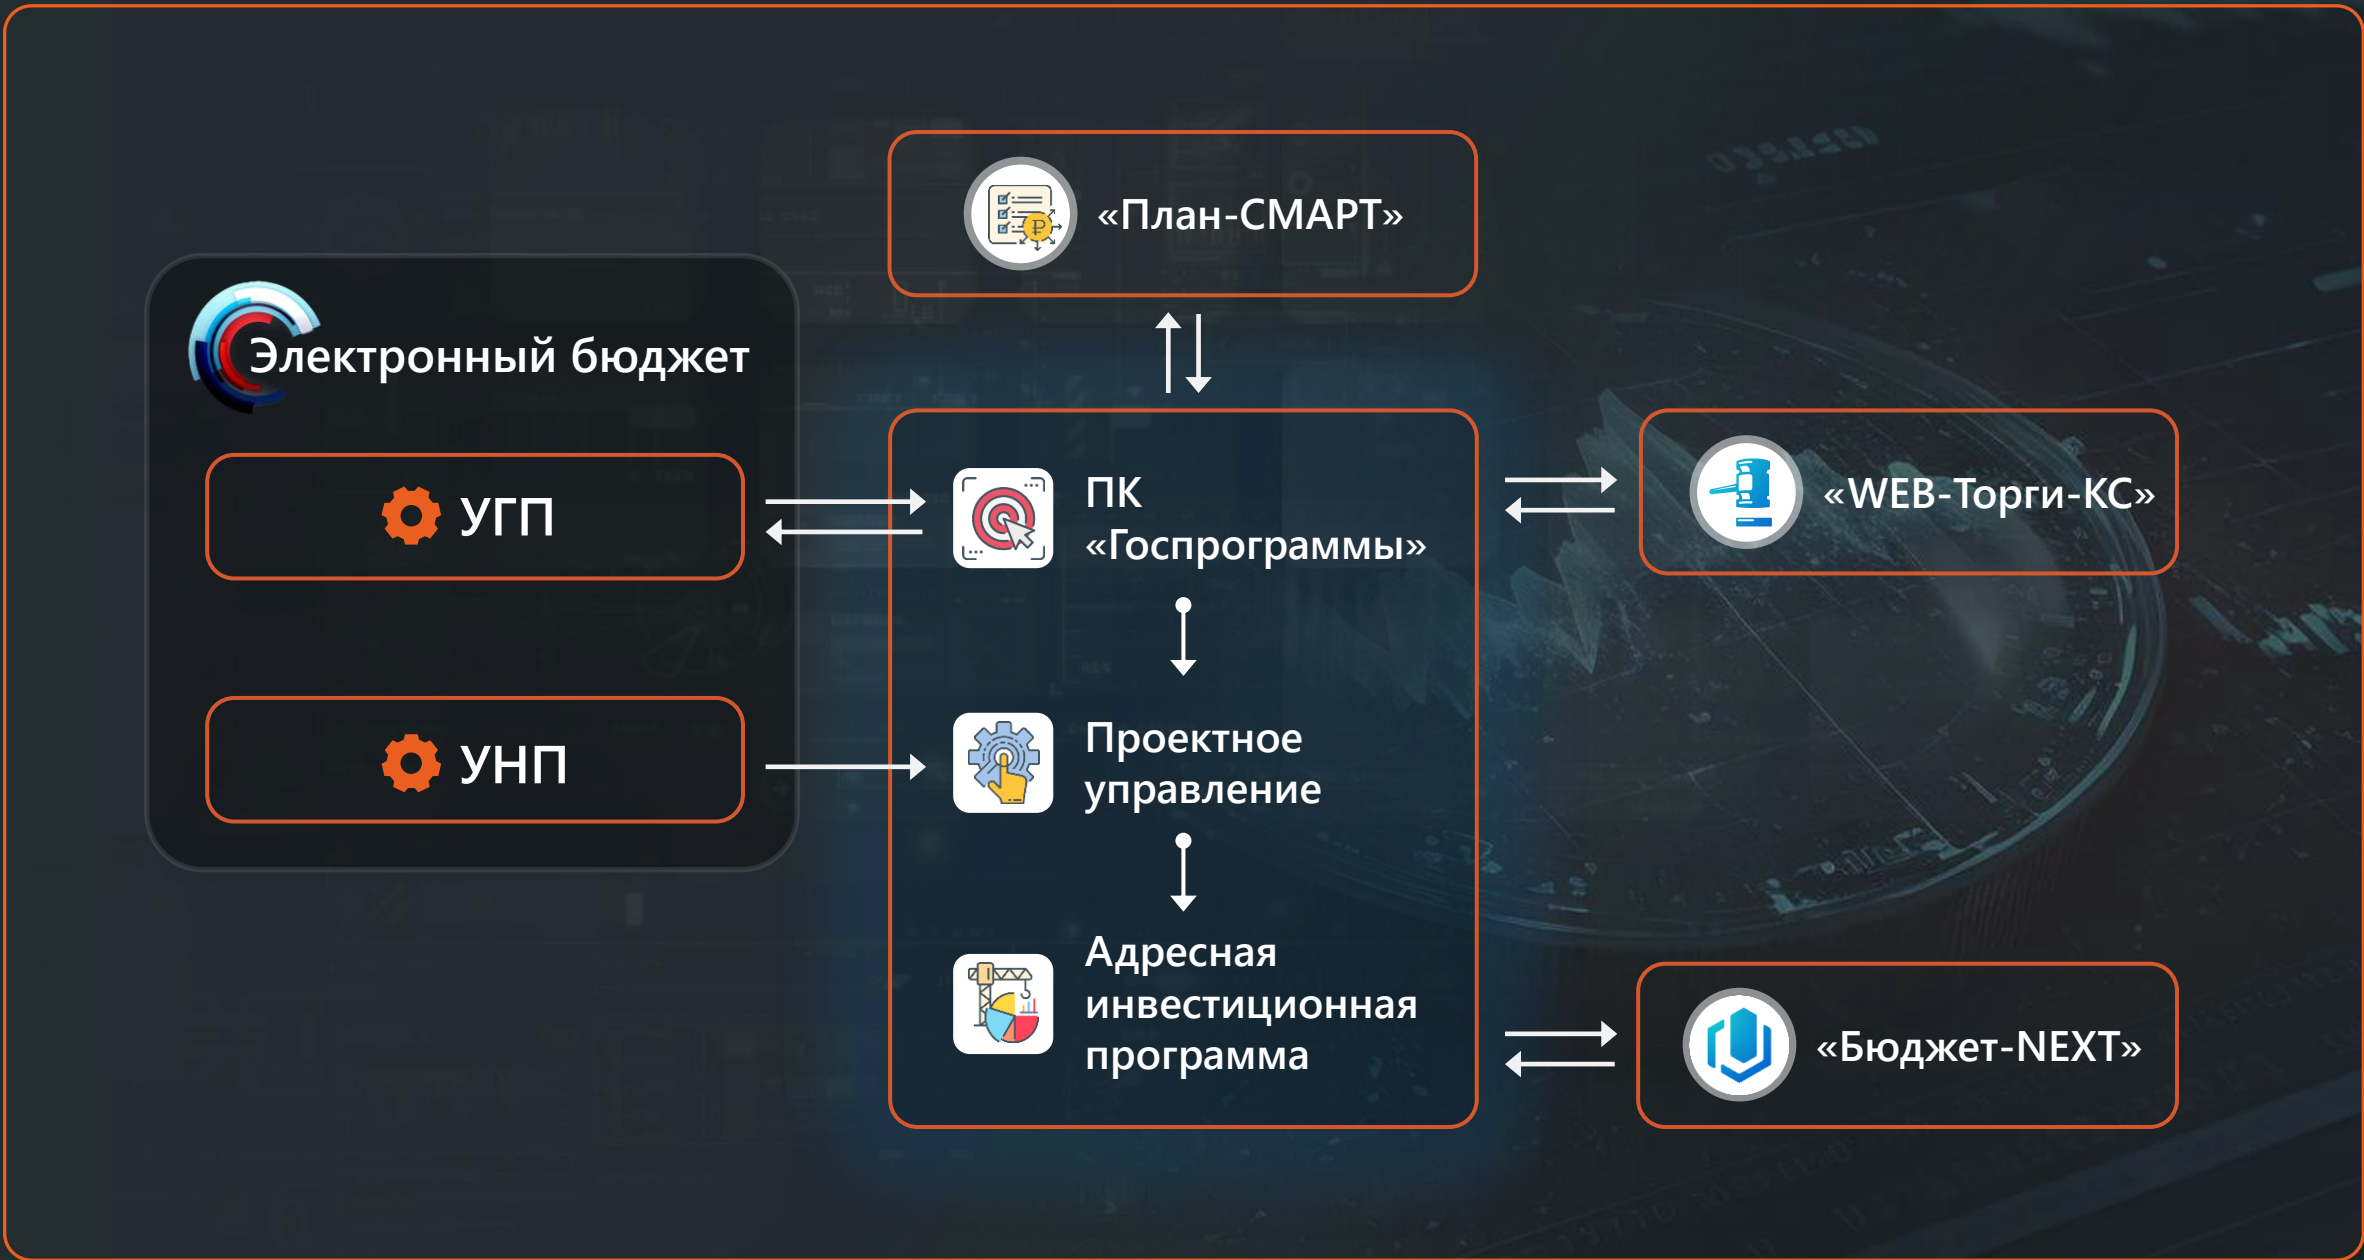 «План-СМАРТ»
Электронный бюджет
УГП
УНП
ПК
«Госпрограммы»
Проектное
управление
Адресная
инвестиционная
программа
«WEB-Торги-КС»
«Бюджет-NEXT»